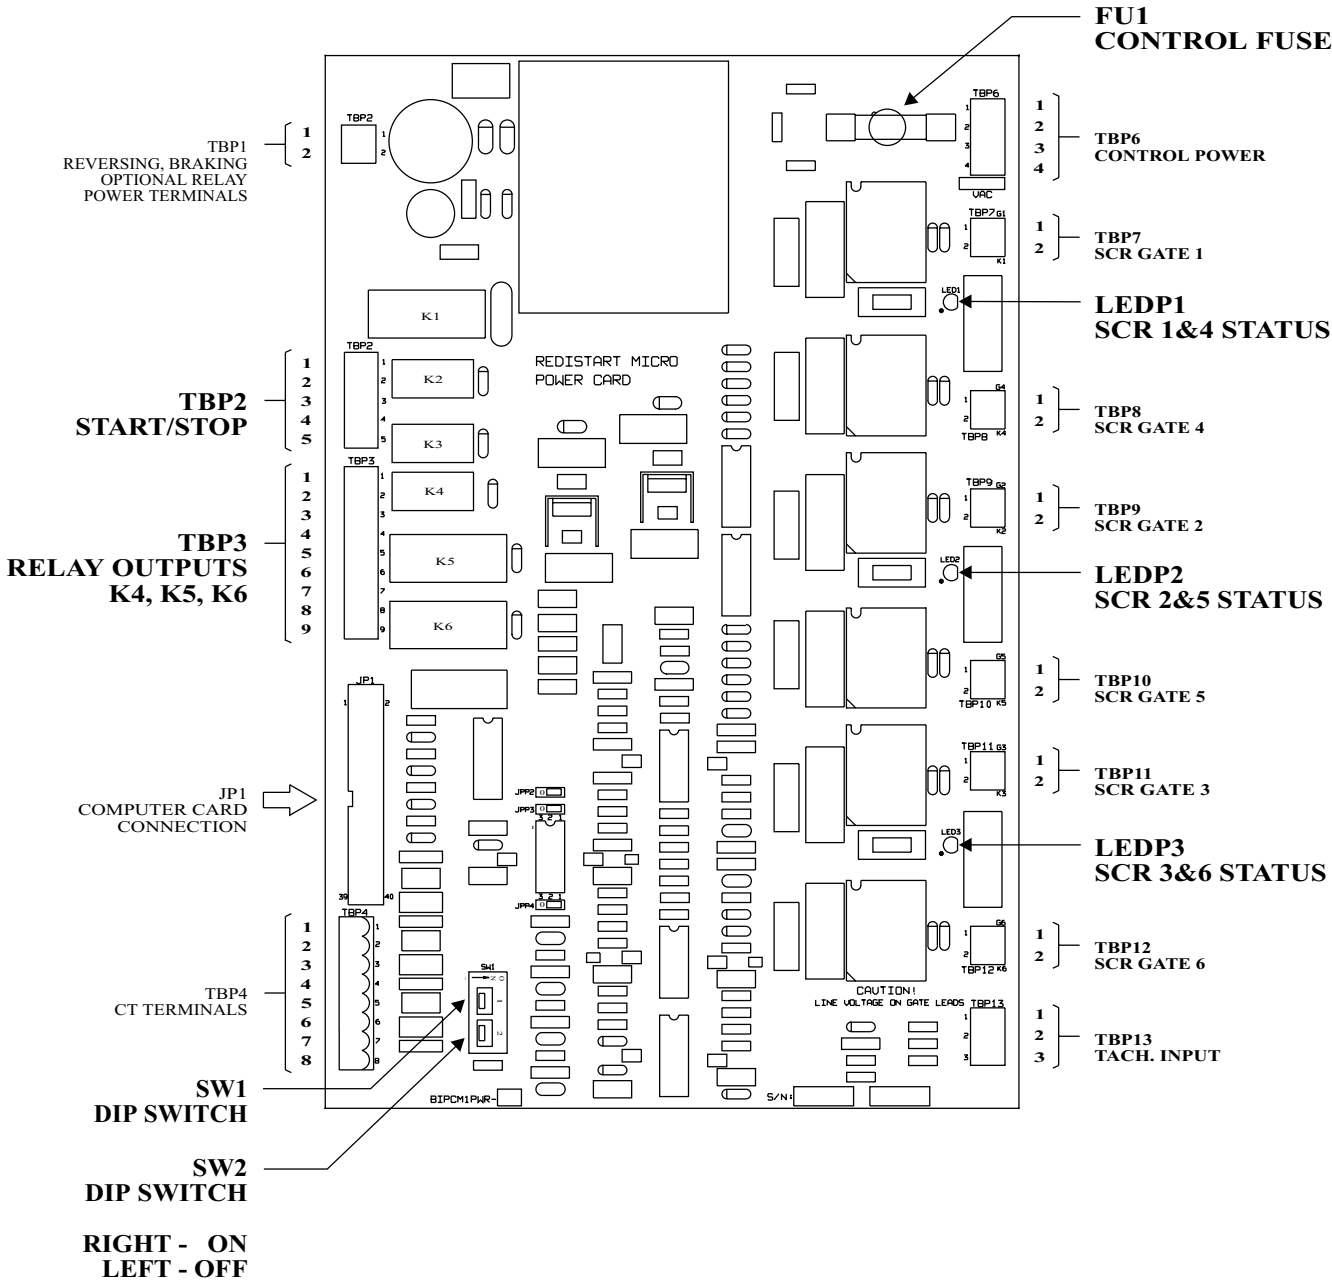 FU1
CONTROL FUSE
TBP1
REVERSING, BRAKING
OPTIONAL RELAY
POWER TERMINALS
1
2
TBP2
1
2
TBP6
1
2
3
4
VAC
1
2
3
4
TBP6
CONTROL POWER
TBP7 G1
1
2
K1
1
2
TBP7
SCR GATE 1
LED1
LEDP1
SCR 1&4 STATUS
K1
TBP2
START/STOP
1
2
3
4
5
TBP2
1
2
3
4
5
K2
K3
REDISTART MICRO
POWER CARD
G4
1
2
TBP8 K4
1
2
TBP8
SCR GATE 4
TBP3
RELAY OUTPUTS
K4, K5, K6
1
2
3
4
5
6
7
8
9
TBP3
1
2
3
4
5
6
7
8
9
K4
K5
K6
TBP9 G2
1
2
K2
1
2
TBP9
SCR GATE 2
LED2
LEDP2
SCR 2&5 STATUS
G5
1
2
TBP10 K5
1
2
TBP10
SCR GATE 5
JP1
COMPUTER CARD
CONNECTION
JP1
1
2
39
40
JPP2
JPP3
3 2 1
3 2 1
JPP4
TBP11 G3
1
2
K3
1
2
TBP11
SCR GATE 3
LED3
LEDP3
SCR 3&6 STATUS
TBP4
CT TERMINALS
1
2
3
4
5
6
7
8
TBP4
1
2
3
4
5
6
7
8
G6
1
2
TBP12 K6
1
2
TBP12
SCR GATE 6
SW1
ON
1
2
CAUTION!
LINE VOLTAGE ON GATE LEADS
TBP13
1
2
3
1
2
3
TBP13
TACH. INPUT
SW1
DIP SWITCH
BIPCM1PWR-
S/N:
SW2
DIP SWITCH
RIGHT - ON
LEFT - OFF